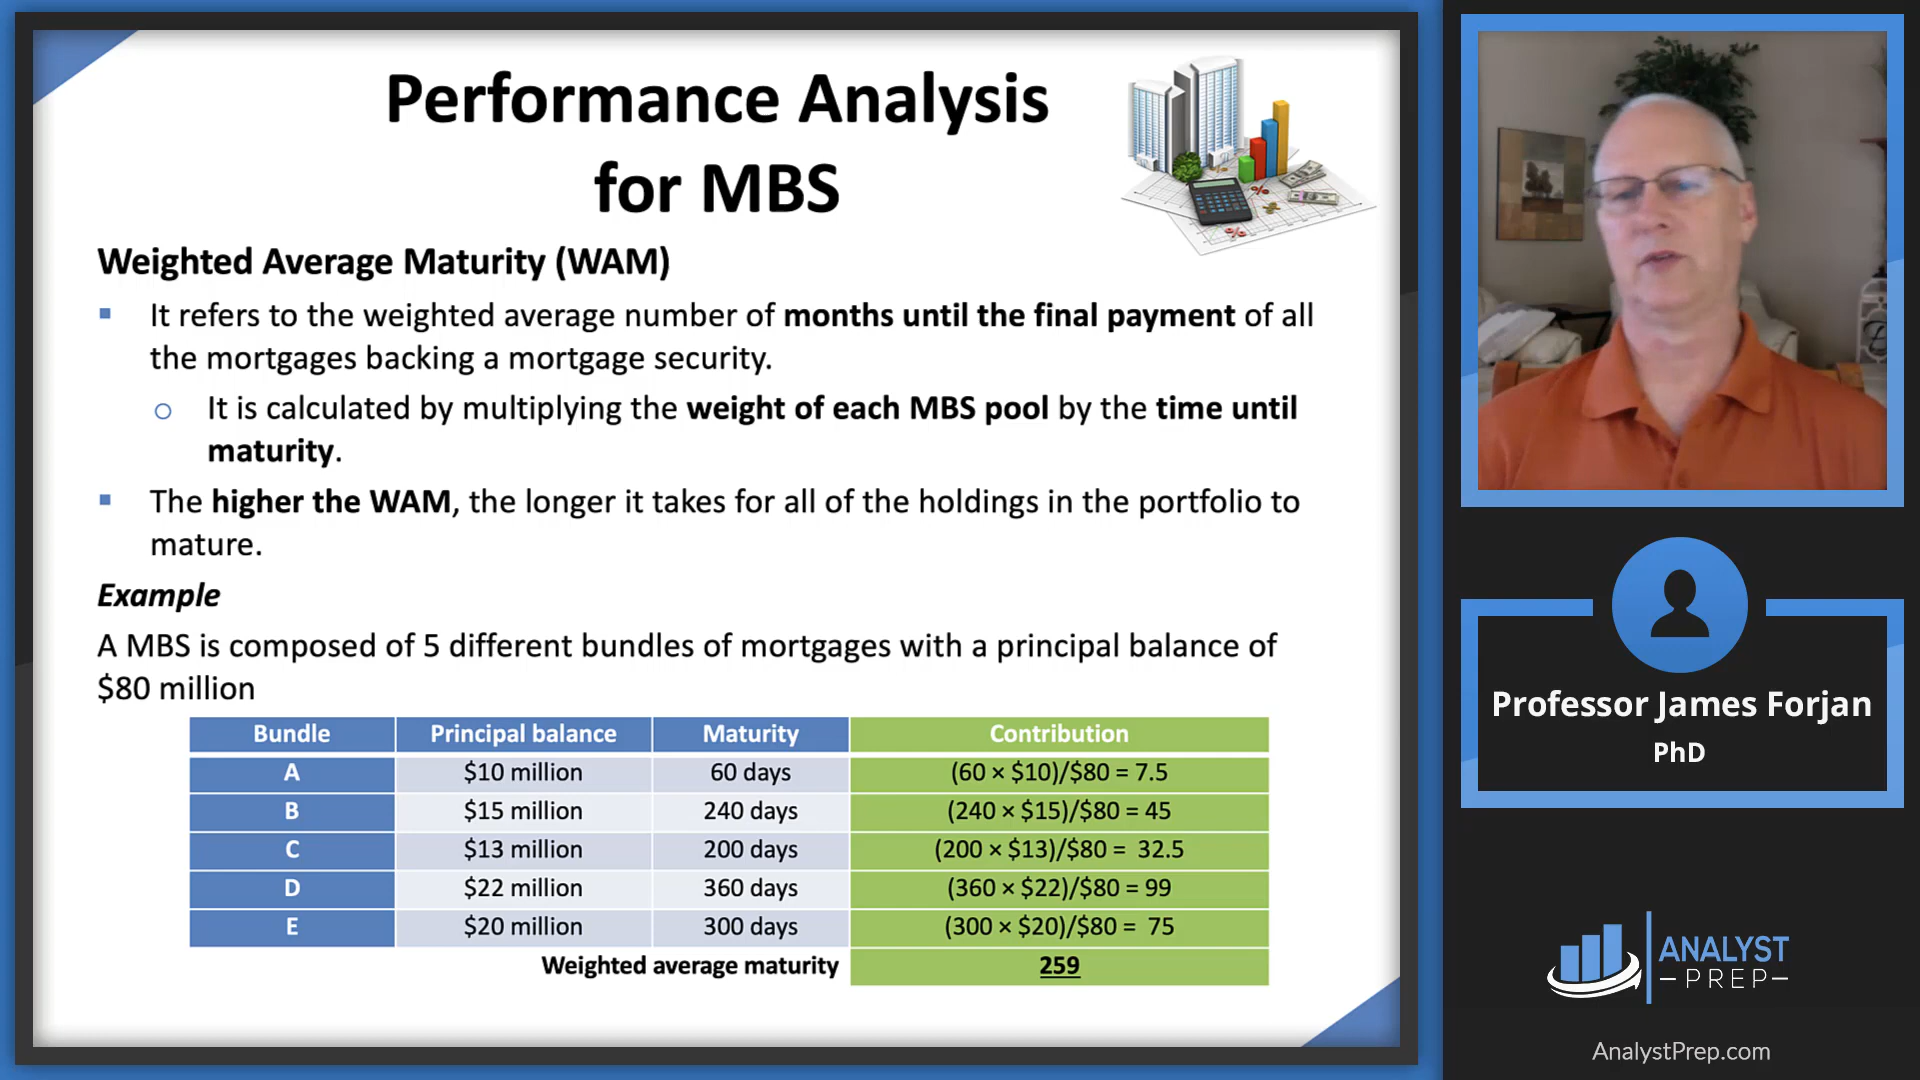 Performance Analysis
for MBS
Weighted Average Maturity (WAM)
It refers to the weighted average number of months until the final payment of all
the mortgages backing a mortgage security.
It is calculated by multiplying the weight of each MBS pool by the time until
maturity.
The higher the WAM, the longer it takes for all of the holdings in the portfolio to
mature.
Example
A MBS is composed of 5 different bundles of mortgages with a principal balance of
$80 million
Bundle Principal balance Maturity Contribution
A $10 million 60 days (60 × $10)/$80 = 7.5
B $15 million 240 days (240 × $15)/$80 = 45
C $13 million 200 days (200 × $13)/$80 = 32.5
D $22 million 360 days (360 × $22)/$80 = 99
E $20 million 300 days (300 × $20)/$80 = 75
Weighted average maturity 259
Professor James Forjan
PhD
ANALYST
PREP
AnalystPrep.com